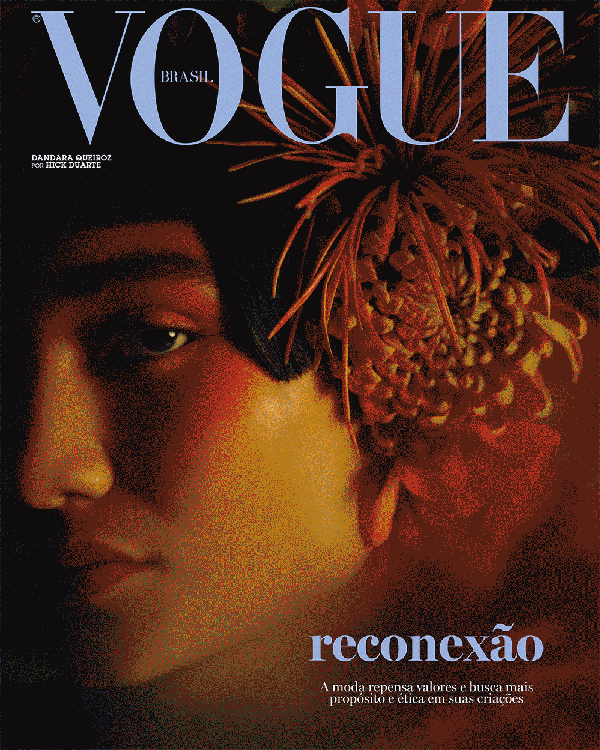 VOGUE
BRASIL
DANDARA QUEIROZ
POR HICK DUARTE
reconexão
A moda repensa valores e busca mais
propósito e ética em suas criações